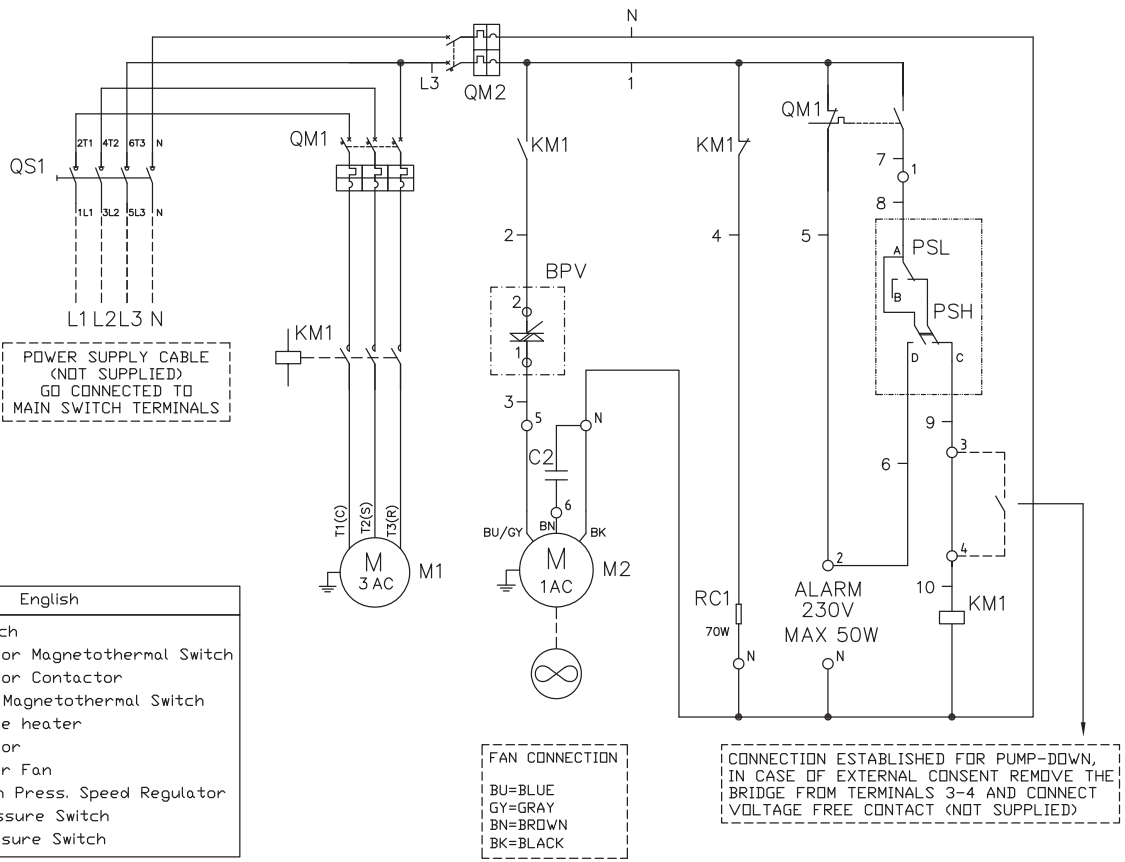 N
L3
QM2
1
2T1 4T2 6T3 N
QS1
QM1
KM1
KM1
QM1
7
1
1L1 3L2 5L3 N
8
2
4
5
A
PSL
BPV
B
2
PSH
L1 L2 L3 N
KM1
1
D
C
POWER SUPPLY CABLE
(NOT SUPPLIED)
GO CONNECTED TO
MAIN SWITCH TERMINALS
3
5
N
9
3
C2
6
6
T1(C) T2(S) T3(R)
BU/GY
BN
BK
4
M
3 AC
M1
M
1AC
M2
2
10
KM1
RC1
70W
ALARM
230V
MAX 50W
N
N
English
ch
or Magnetothermal Switch
or Contactor
Magnetothermal Switch
e heater
or
r Fan
n Press. Speed Regulator
ssure Switch
sure Switch
FAN CONNECTION
BU=BLUE
GY=GRAY
BN=BROWN
BK=BLACK
CONNECTION ESTABLISHED FOR PUMP-DOWN,
IN CASE OF EXTERNAL CONSENT REMOVE THE
BRIDGE FROM TERMINALS 3-4 AND CONNECT
VOLTAGE FREE CONTACT (NOT SUPPLIED)